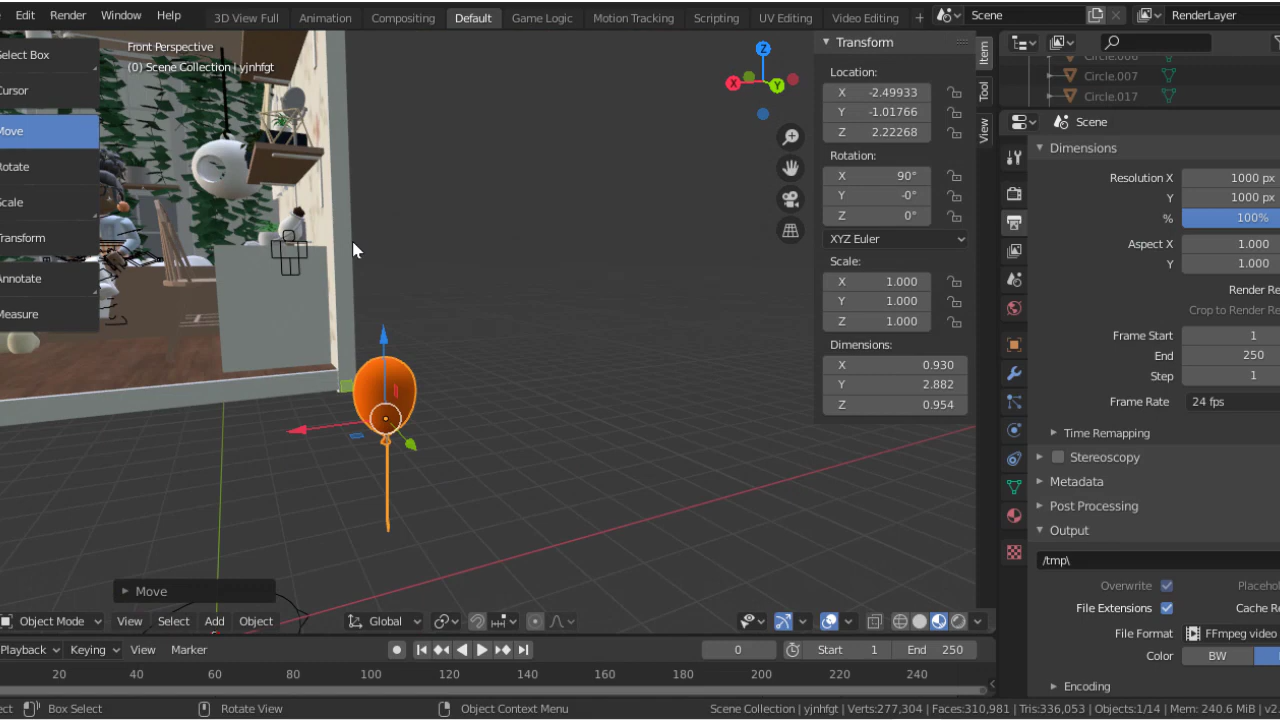 Edit Render Window Help
3D View Full Animation Compositing Default Game Logic Motion Tracking Scripting UV Editing Video Editing +
Scene
RenderLayer
Select Box
Cursor
Move
Rotate
Scale
Transform
Annotate
Measure
Front Perspective
(0) Scene Collection | yjnhfgt
Z
X
Y
Transform
Location:
X -2.49933
Y -1.01766
Z 2.22268
Rotation:
X 90°
Y -0°
Z 0°
XYZ Euler
Scale:
X 1.000
Y 1.000
Z 1.000
Dimensions:
X 0.930
Y 2.882
Z 0.954
Item
Tool
View
Circle.006
Circle.007
Circle.017
Scene
Dimensions
Resolution X 1000 px
Y 1000 px
% 100%
Aspect X 1.000
Y 1.000
Render Re
Crop to Render Re
Frame Start 1
End 250
Step 1
Frame Rate 24 fps
Time Remapping
Stereoscopy
Metadata
Post Processing
Output
/tmp\
Overwrite Placeho
File Extensions Cache Re
File Format FFmpeg video
Color BW
Encoding
Move
Object Mode View Select Add Object Global
Playback Keying View Marker 0 Start 1 End 250
20 40 60 80 100 120 140 160 180 200 220 240
ect Box Select Rotate View Object Context Menu Scene Collection | yjnhfgt | Verts:277,304 | Faces:310,981 | Tris:336,053 | Objects:1/14 | Mem: 240.6 MiB | v2.